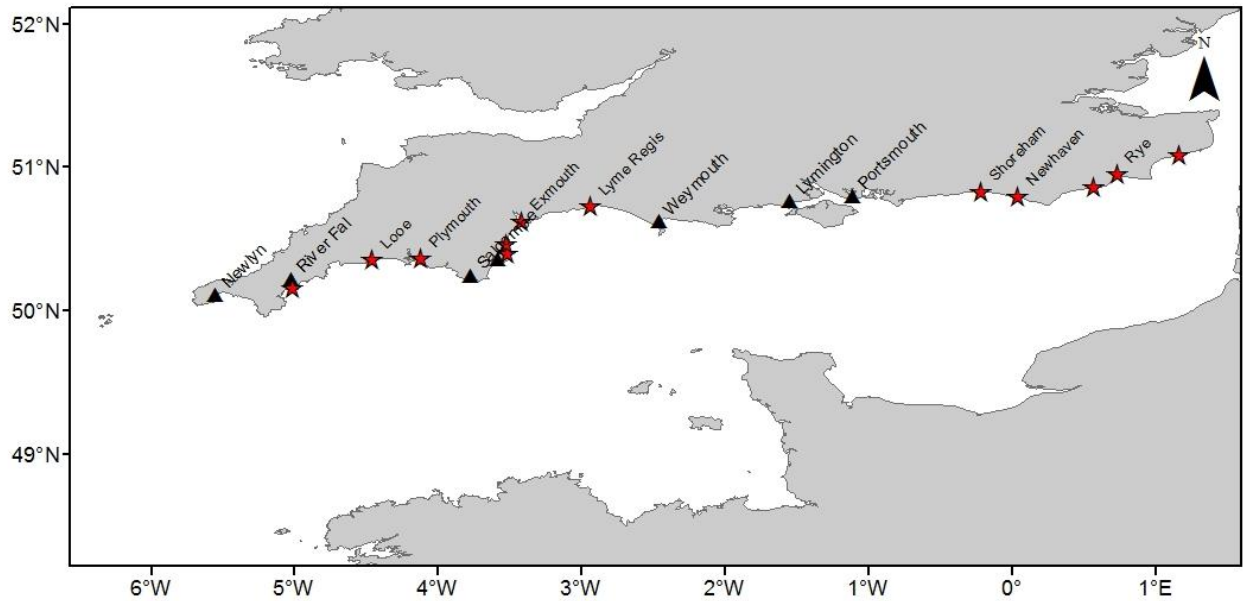 52°N
N
51°N
50°N
49°N
Newlyn
River Fal
Looe
Plymouth
Salcombe
Exmouth
Lyme Regis
Weymouth
Lymington
Portsmouth
Shoreham
Newhaven
Rye
6°W
5°W
4°W
3°W
2°W
1°W
0°
1°E